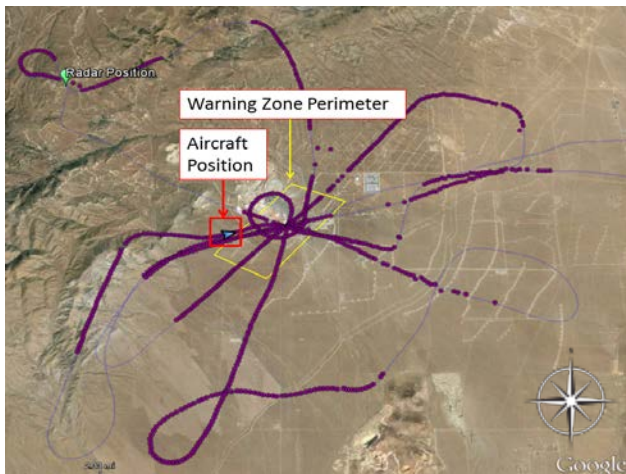 Radar Position
Warning Zone Perimeter
Aircraft
Position
Google